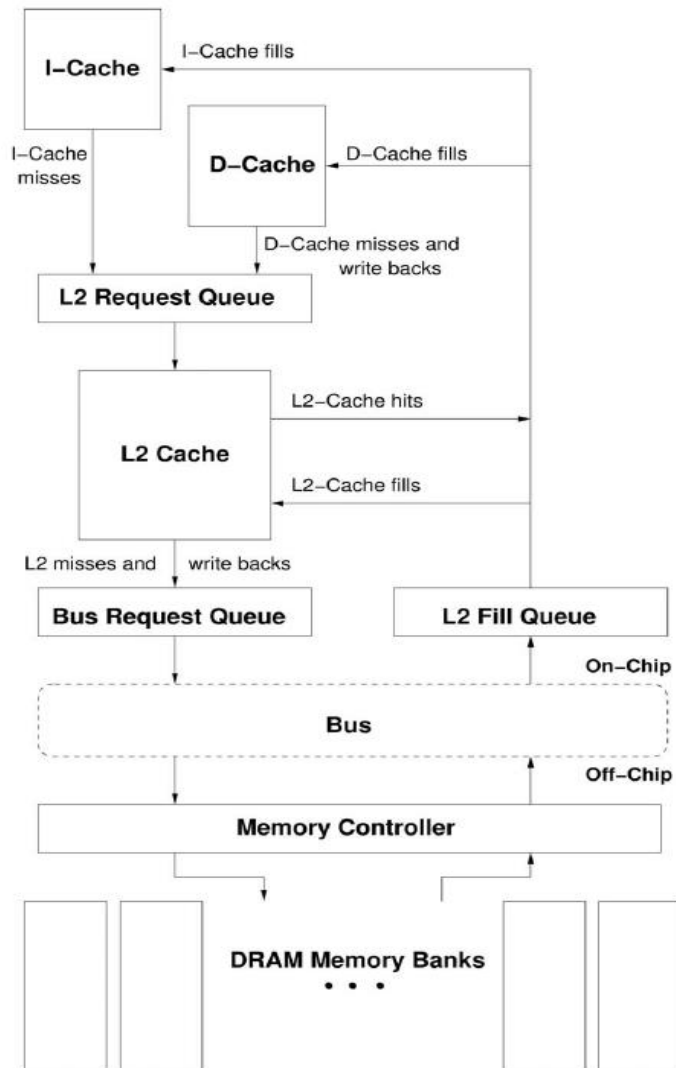 I-Cache fills
I-Cache
I-Cache
misses
D-Cache
D-Cache fills
D-Cache misses and
write backs
L2 Request Queue
L2-Cache hits
L2 Cache
L2-Cache fills
L2 misses and write backs
Bus Request Queue
L2 Fill Queue
On-Chip
Bus
Off-Chip
Memory Controller
DRAM Memory Banks
• • •